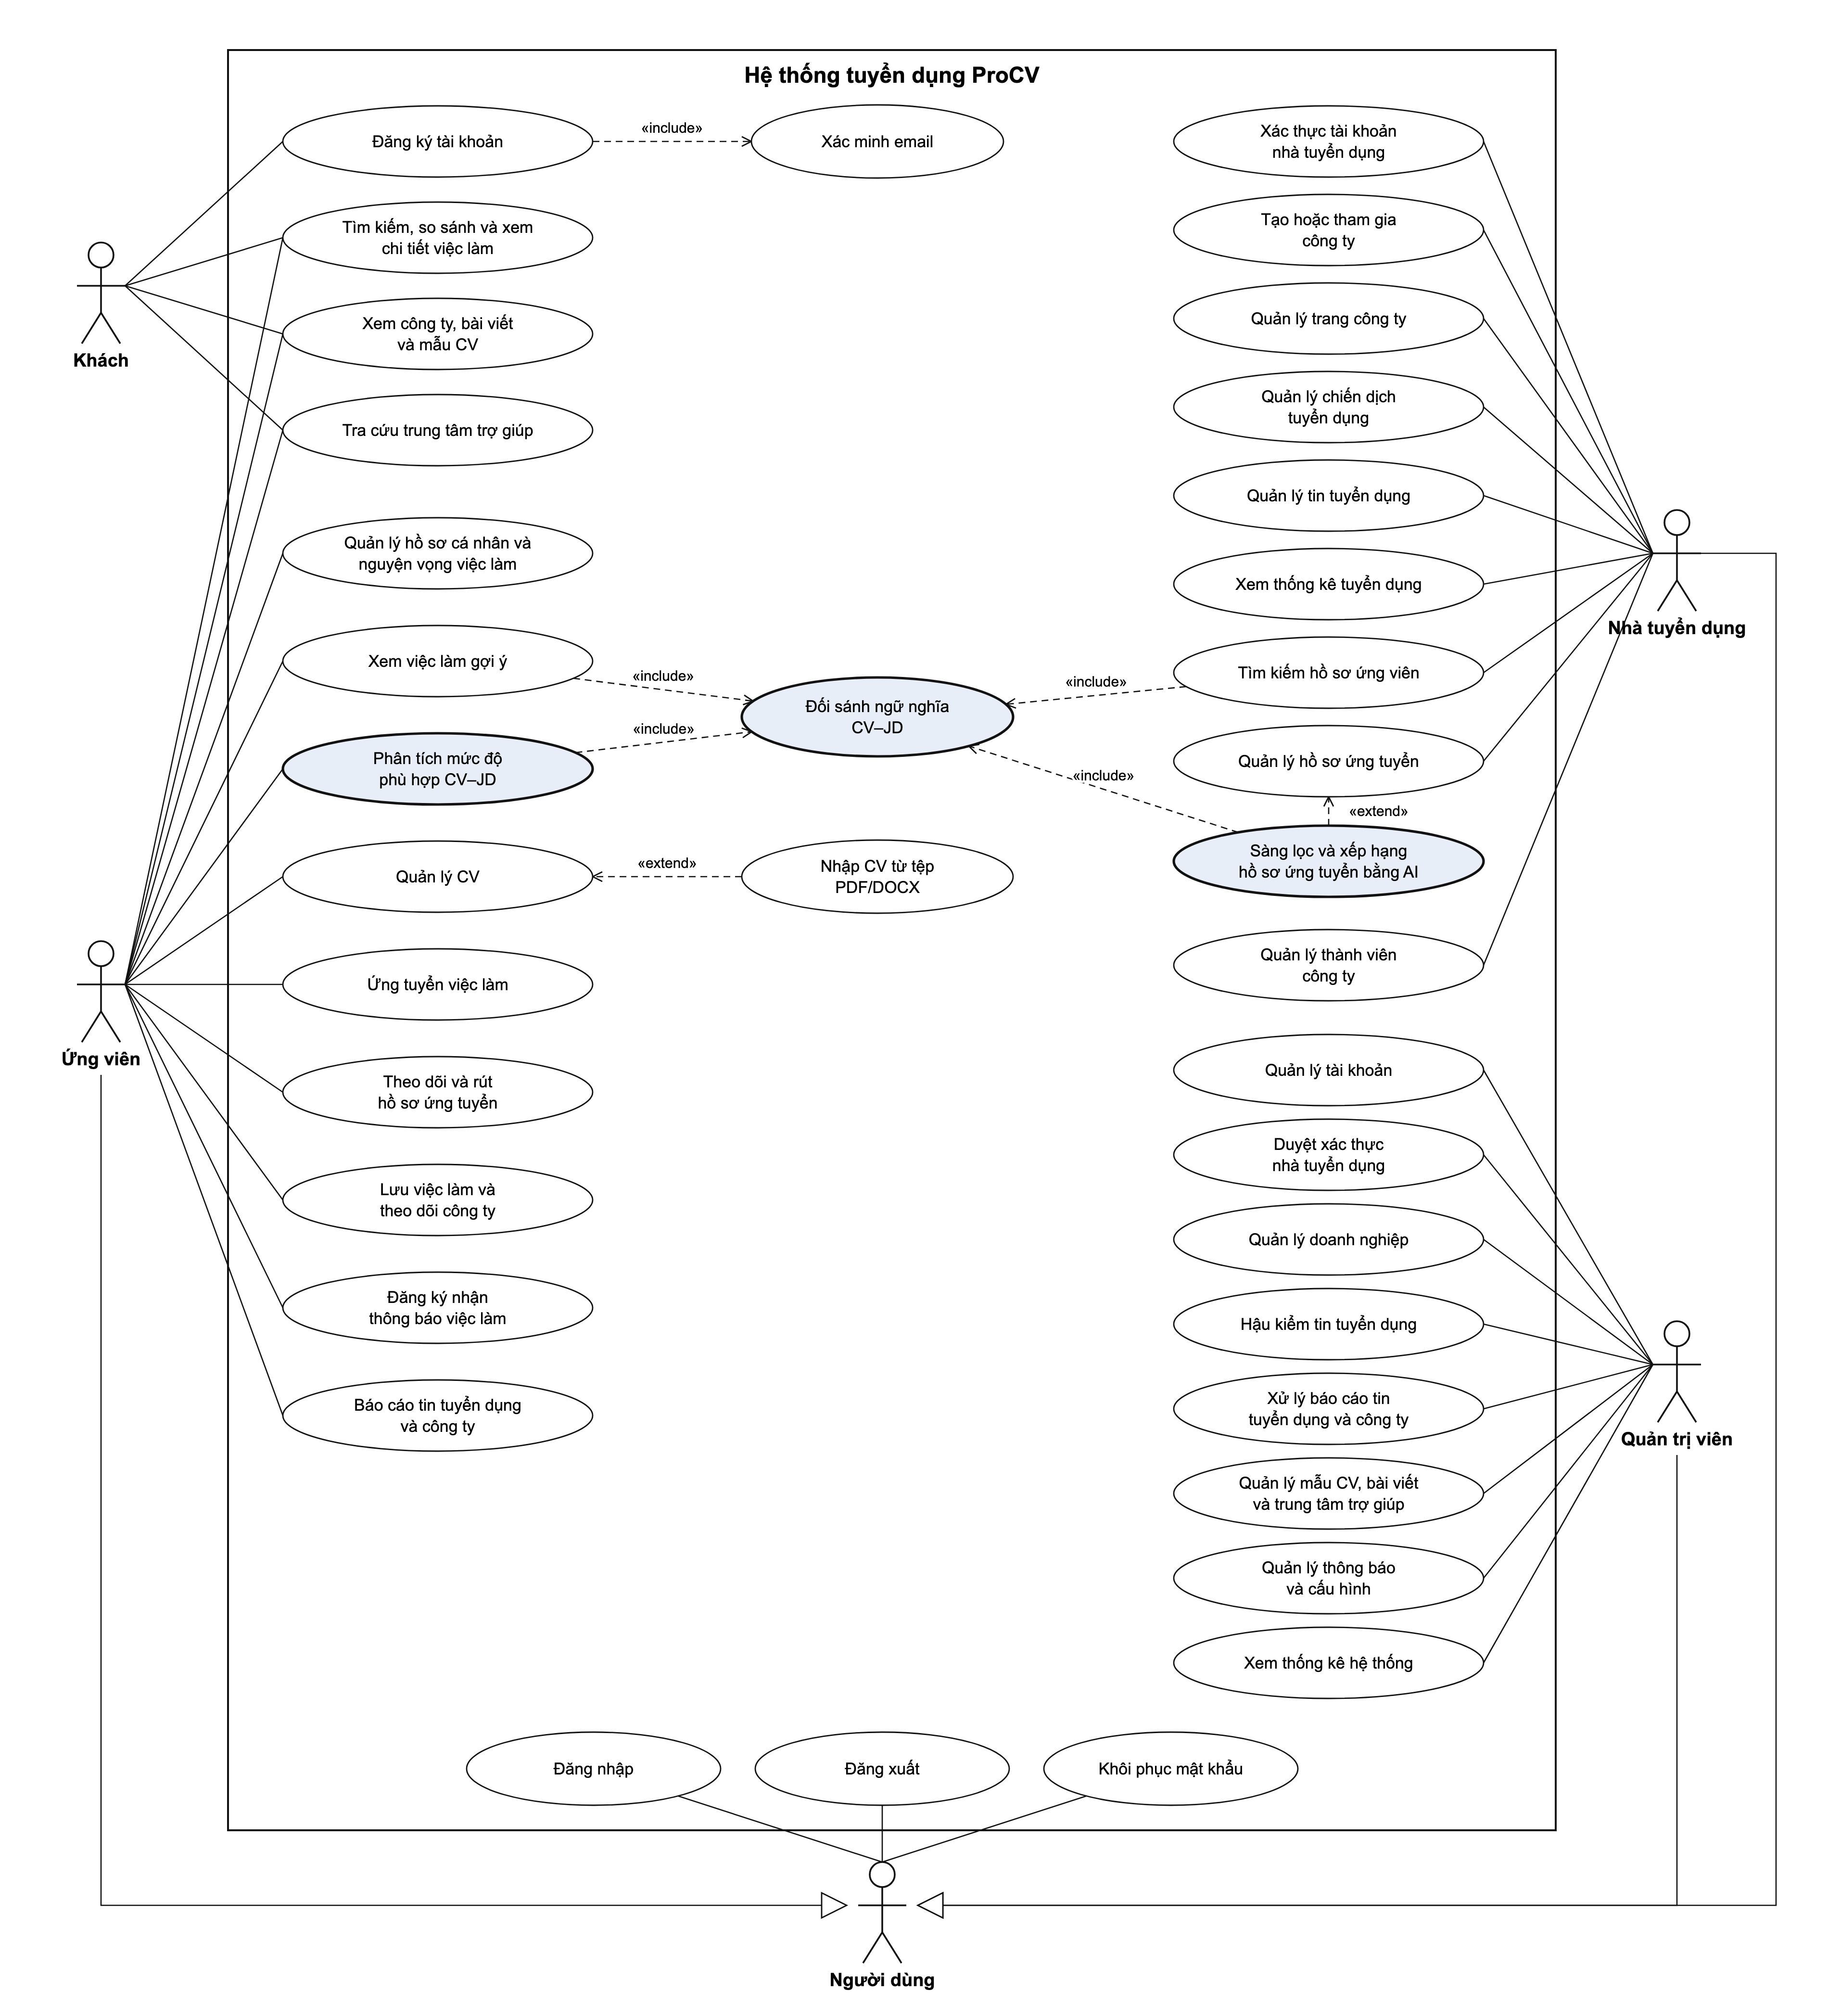 Hệ thống tuyển dụng ProCV
Đăng ký tài khoản
«include»
Xác minh email
Xác thực tài khoản
nhà tuyển dụng
Tìm kiếm, so sánh và xem
chi tiết việc làm
Tạo hoặc tham gia
công ty
Khách
Xem công ty, bài viết
và mẫu CV
Quản lý trang công ty
Tra cứu trung tâm trợ giúp
Quản lý chiến dịch
tuyển dụng
Quản lý tin tuyển dụng
Quản lý hồ sơ cá nhân và
nguyện vọng việc làm
Xem thống kê tuyển dụng
Nhà tuyển dụng
Xem việc làm gợi ý
«include»
Đối sánh ngữ nghĩa
CV–JD
«include»
Tìm kiếm hồ sơ ứng viên
Phân tích mức độ
phù hợp CV–JD
«include»
«include»
Quản lý hồ sơ ứng tuyển
«extend»
Sàng lọc và xếp hạng
hồ sơ ứng tuyển bằng AI
Quản lý CV
«extend»
Nhập CV từ tệp
PDF/DOCX
Quản lý thành viên
công ty
Ứng viên
Ứng tuyển việc làm
Theo dõi và rút
hồ sơ ứng tuyển
Quản lý tài khoản
Duyệt xác thực
nhà tuyển dụng
Lưu việc làm và
theo dõi công ty
Quản lý doanh nghiệp
Đăng ký nhận
thông báo việc làm
Hậu kiểm tin tuyển dụng
Báo cáo tin tuyển dụng
và công ty
Xử lý báo cáo tin
tuyển dụng và công ty
Quản trị viên
Quản lý mẫu CV, bài viết
và trung tâm trợ giúp
Quản lý thông báo
và cấu hình
Xem thống kê hệ thống
Đăng nhập
Đăng xuất
Khôi phục mật khẩu
Người dùng